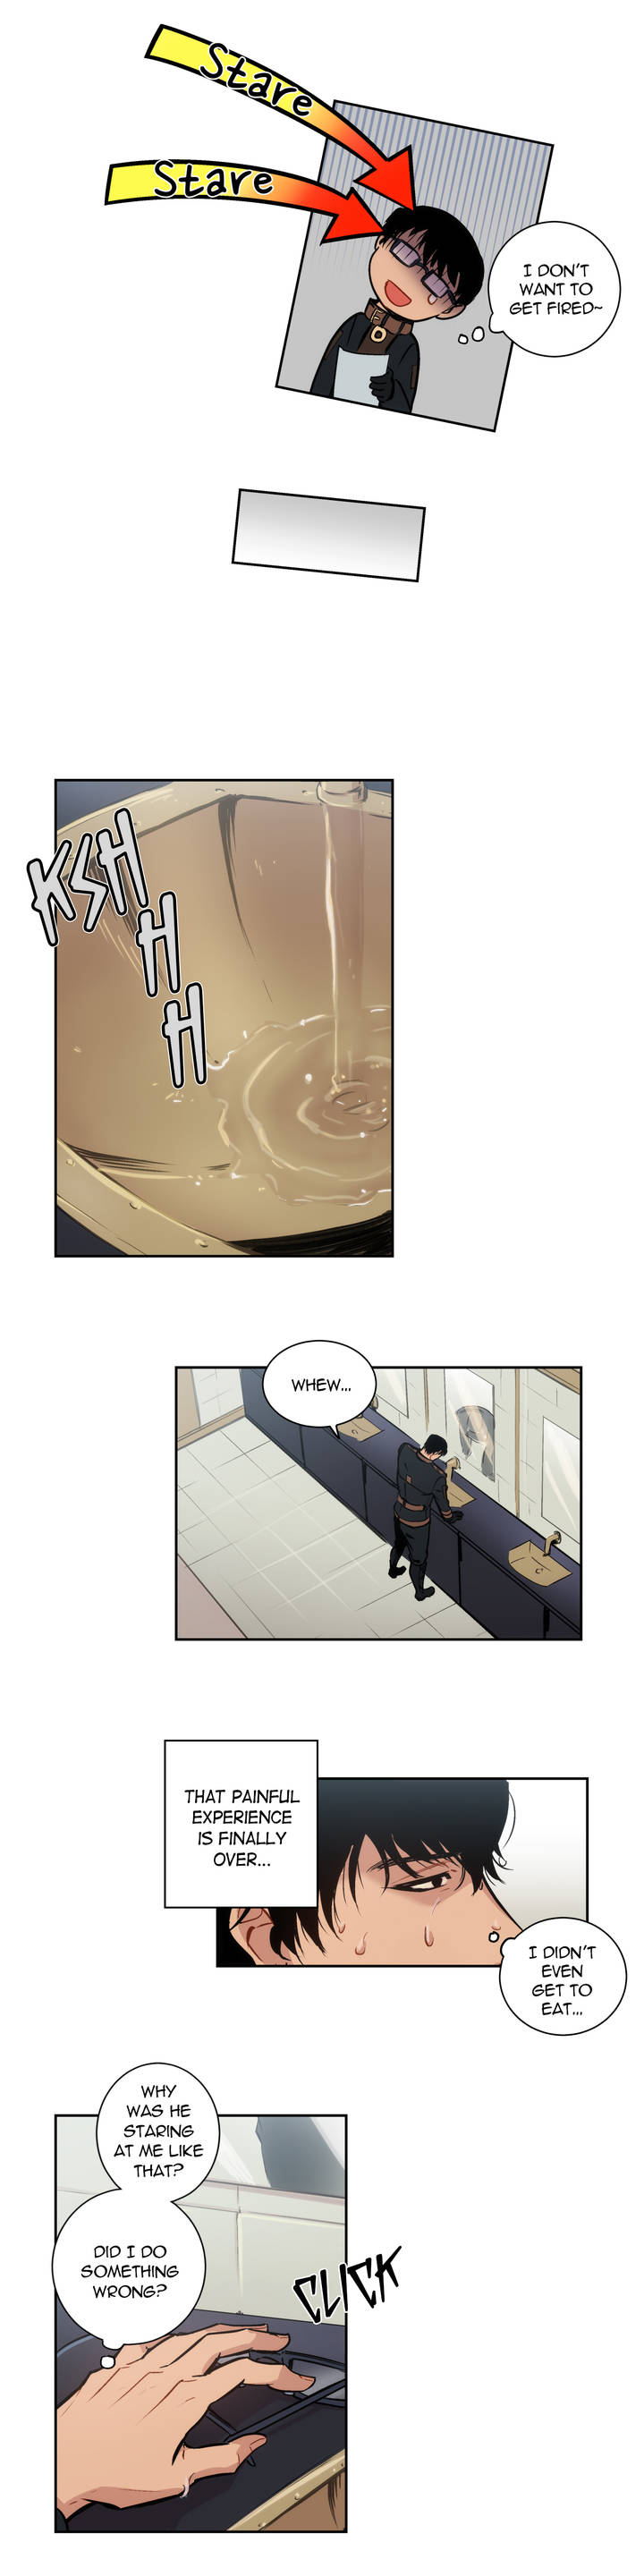 Stare
Stare
I DON'T
WANT TO
GET FIRED~
KSH
H
H
WHEW...
THAT PAINFUL
EXPERIENCE
IS FINALLY
OVER...
I DIDN'T
EVEN
GET TO
EAT...
WHY
WAS HE
STARING
AT ME LIKE
THAT?
DID I DO
SOMETHING
WRONG?
CLICK